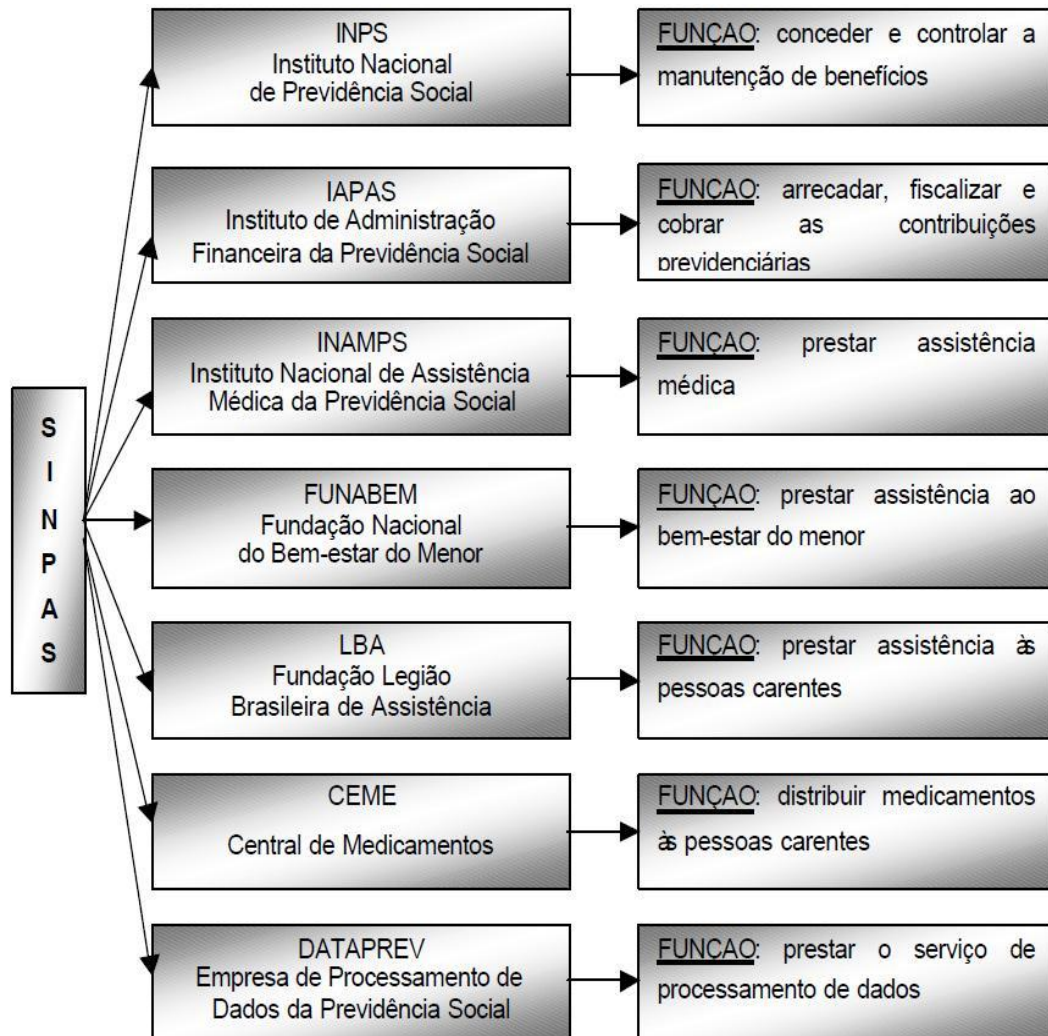 INPS
Instituto Nacional
de Previdência Social
FUNÇAO: conceder e controlar a
manutenção de benefícios
IAPAS
Instituto de Administração
Financeira da Previdência Social
FUNÇAO: arrecadar, fiscalizar e
cobrar as contribuições
previdenciárias
INAMPS
Instituto Nacional de Assistência
Médica da Previdência Social
FUNÇAO: prestar assistência
médica
S
I
N
P
A
S
FUNABEM
Fundação Nacional
do Bem-estar do Menor
FUNÇAO: prestar assistência ao
bem-estar do menor
LBA
Fundação Legião
Brasileira de Assistência
FUNÇAO: prestar assistência às
pessoas carentes
CEME
Central de Medicamentos
FUNÇAO: distribuir medicamentos
às pessoas carentes
DATAPREV
Empresa de Processamento de
Dados da Previdência Social
FUNÇAO: prestar o serviço de
processamento de dados